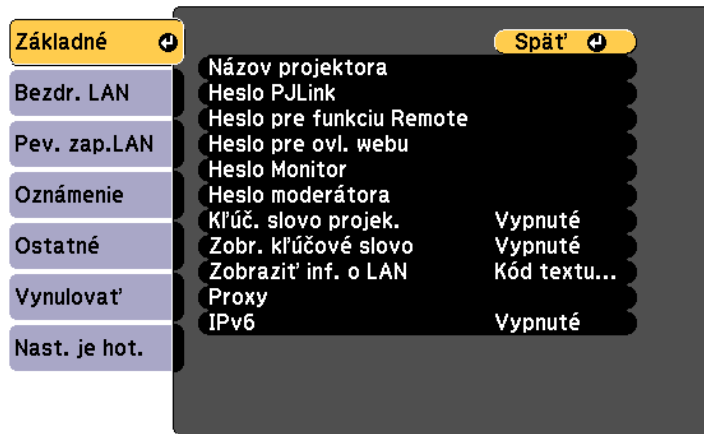 Základné
Bezdr. LAN
Pev. zap.LAN
Oznámenie
Ostatné
Vynulovať
Nast. je hot.
Späť
Názov projektora
Heslo PJLink
Heslo pre funkciu Remote
Heslo pre ovl. webu
Heslo Monitor
Heslo moderátora
Kľúč. slovo projek. Vypnuté
Zobr. kľúčové slovo Vypnuté
Zobraziť inf. o LAN Kód textu...
Proxy
IPv6 Vypnuté